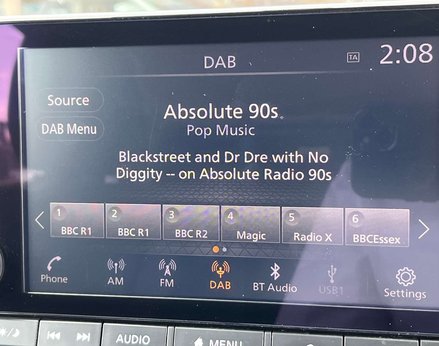 DAB
TA
2:08
Source
Absolute 90s
Pop Music
DAB Menu
Blackstreet and Dr Dre with No
Diggity -- on Absolute Radio 90s
1 2 3 4 5 6
BBC R1 BBC R1 BBC R2 Magic Radio X BBCEssex
Phone AM FM DAB BT Audio USB1 Settings
AUDIO MENU